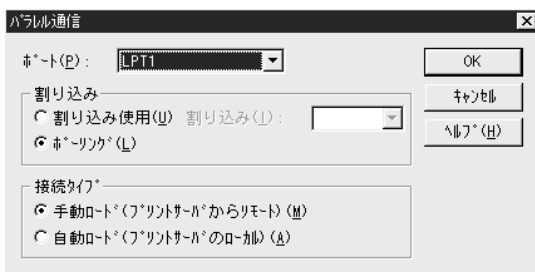 ﾊﾟﾗﾚﾙ通信
ﾎﾟｰﾄ(P): LPT1
OK
割り込み
ｷｬﾝｾﾙ
割り込み使用(U) 割り込み(I):
ﾍﾙﾌﾟ(H)
ﾎﾟｰﾘﾝｸﾞ(L)
接続ﾀｲﾌﾟ
手動ﾛｰﾄﾞ(ﾌﾟﾘﾝﾄｻｰﾊﾞからﾘﾓｰﾄ)(M)
自動ﾛｰﾄﾞ(ﾌﾟﾘﾝﾄｻｰﾊﾞのﾛｰｶﾙ)(A)